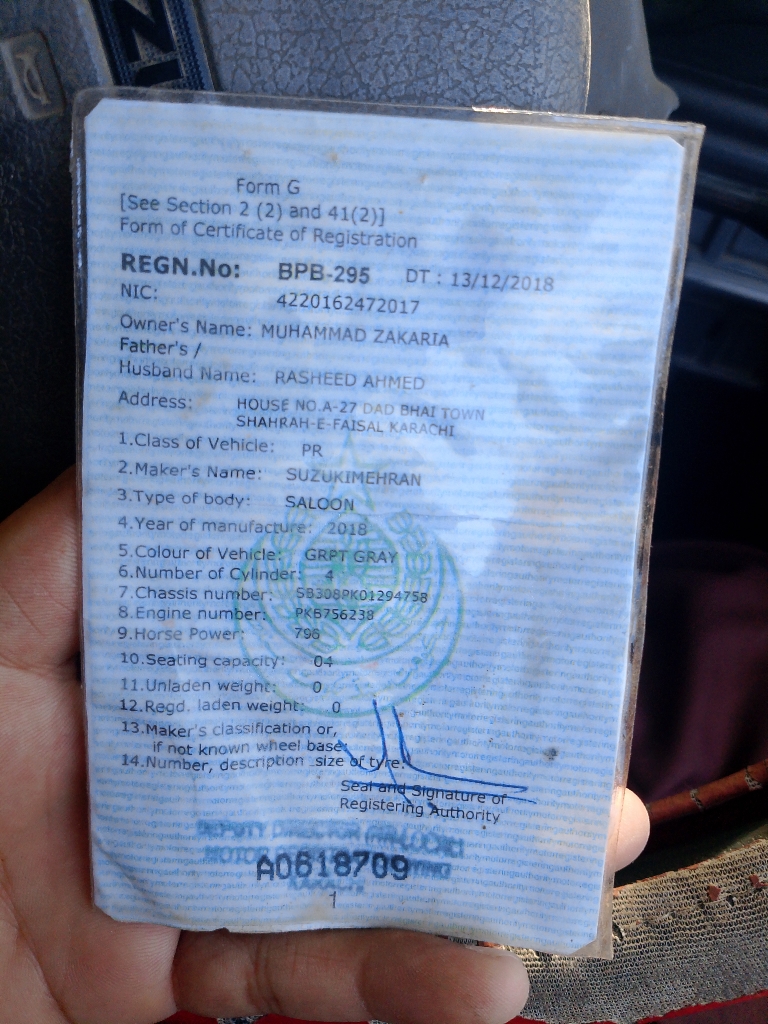 Form G
[See Section 2 (2) and 41(2)]
Form of Certificate of Registration
REGN.No: BPB-295 DT : 13/12/2018
NIC: 4220162472017
Owner's Name: MUHAMMAD ZAKARIA
Father's /
Husband Name: RASHEED AHMED
Address: HOUSE NO.A-27 DAD BHAI TOWN
SHAHRAH-E-FAISAL KARACHI
1.Class of Vehicle: PR
2.Maker's Name: SUZUKIMEHRAN
3.Type of body: SALOON
4.Year of manufacture: 2018
5.Colour of Vehicle: GRPT GRAY
6.Number of Cylinder: 4
7.Chassis number: SB308PK01294758
8.Engine number: PKB756238
9.Horse Power: 796
10.Seating capacity: 04
11.Unladen weight: 0
12.Regd. laden weight: 0
13.Maker's classification or,
if not known wheel base:
14.Number, description size of tyre:
Seal and Signature of
Registering Authority
DEPUTY DIRECTOR
MOTOR
A0618709
KARACHI
1